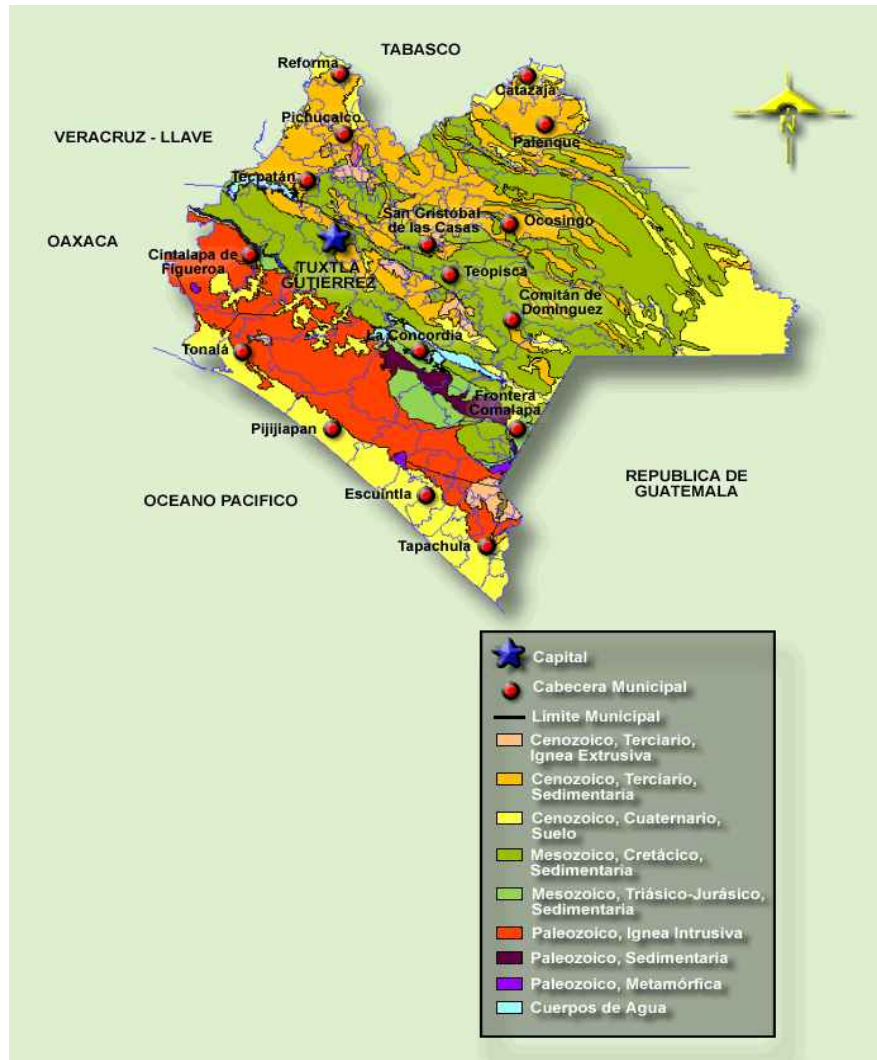 TABASCO
Reforma
Catazajá
Pichucalco
VERACRUZ - LLAVE
Palenque
N
Tecpatán
San Cristóbal
de las Casas
Ocosingo
OAXACA
Cintalapa de
Figueroa
TUXTLA
GUTIERREZ
Teopisca
Comitán de
Dominguez
La Concordia
Tonalá
Frontera
Comalapa
Pijijiapan
REPUBLICA DE
GUATEMALA
OCEANO PACIFICO
Escuintla
Tapachula
Capital
Cabecera Municipal
Limite Municipal
Cenozoico, Terciario,
Ignea Extrusiva
Cenozoico, Terciario,
Sedimentaria
Cenozoico, Cuaternario,
Suelo
Mesozoico, Cretácico,
Sedimentaria
Mesozoico, Triásico-Jurásico,
Sedimentaria
Paleozoico, Ignea Intrusiva
Paleozoico, Sedimentaria
Paleozoico, Metamórfica
Cuerpos de Agua